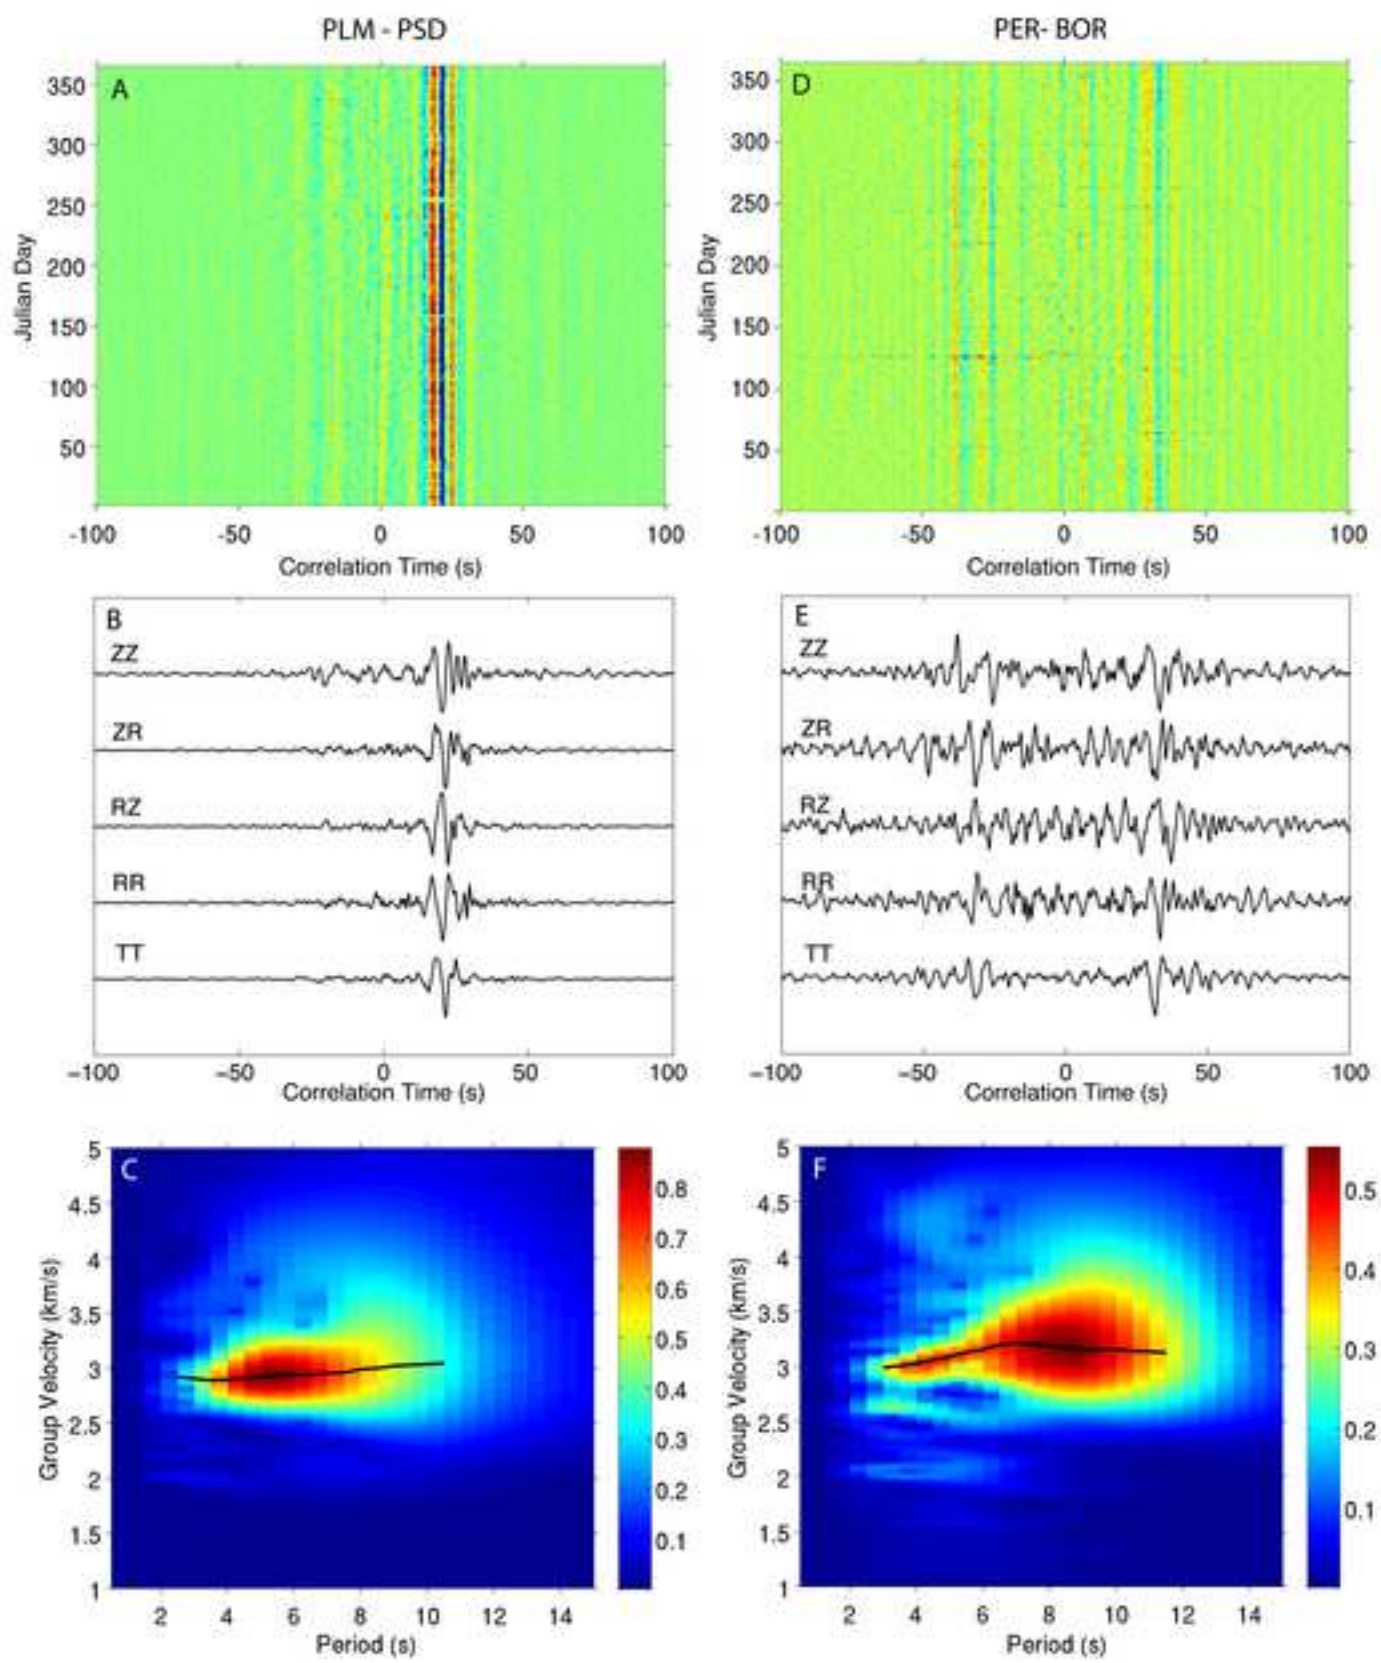 PLM - PSD
PER- BOR
A
350
300
250
200
150
100
50
Julian Day
-100 -50 0 50 100
Correlation Time (s)
D
350
300
250
200
150
100
50
Julian Day
-100 -50 0 50 100
Correlation Time (s)
B
ZZ
ZR
RZ
RR
TT
−100 −50 0 50 100
Correlation Time (s)
E
ZZ
ZR
RZ
RR
TT
−100 −50 0 50 100
Correlation Time (s)
C
5
4.5
4
3.5
3
2.5
2
1.5
1
Group Velocity (km/s)
2 4 6 8 10 12 14
Period (s)
0.8
0.7
0.6
0.5
0.4
0.3
0.2
0.1
F
5
4.5
4
3.5
3
2.5
2
1.5
1
Group Velocity (km/s)
2 4 6 8 10 12 14
Period (s)
0.5
0.4
0.3
0.2
0.1